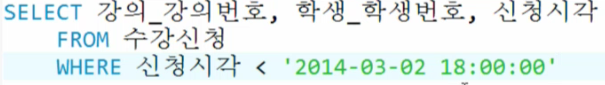 SELECT 강의_강의번호, 학생_학생번호, 신청시각
FROM 수강신청
WHERE 신청시각 < '2014-03-02 18:00:00'